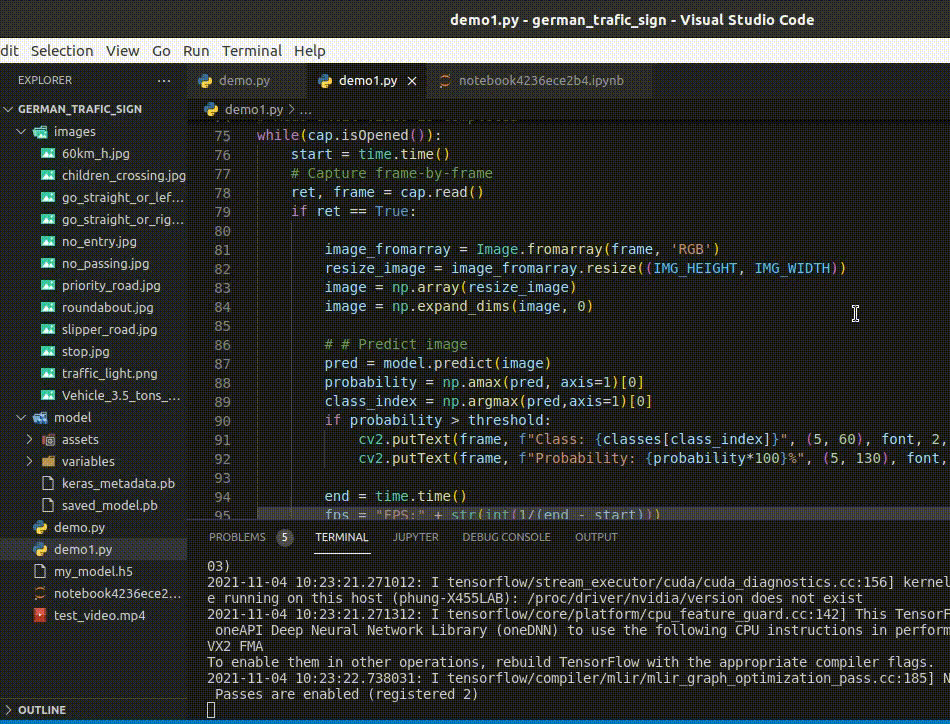 demo1.py - german_trafic_sign - Visual Studio Code
dit Selection View Go Run Terminal Help
EXPLORER ···
demo.py
demo1.py ×
notebook4236ece2b4.ipynb
GERMAN_TRAFIC_SIGN
images
60km_h.jpg
children_crossing.jpg
go_straight_or_lef...
go_straight_or_rig...
no_entry.jpg
no_passing.jpg
priority_road.jpg
roundabout.jpg
slipper_road.jpg
stop.jpg
traffic_light.png
Vehicle_3.5_tons_...
model
assets
variables
keras_metadata.pb
saved_model.pb
demo.py
demo1.py
my_model.h5
notebook4236ece2...
test_video.mp4
OUTLINE
demo1.py > ...
75 while(cap.isOpened()):
76 start = time.time()
77 # Capture frame-by-frame
78 ret, frame = cap.read()
79 if ret == True:
80
81 image_fromarray = Image.fromarray(frame, 'RGB')
82 resize_image = image_fromarray.resize((IMG_HEIGHT, IMG_WIDTH))
83 image = np.array(resize_image)
84 image = np.expand_dims(image, 0)
85
86 # # Predict image
87 pred = model.predict(image)
88 probability = np.amax(pred, axis=1)[0]
89 class_index = np.argmax(pred,axis=1)[0]
90 if probability > threshold:
91 cv2.putText(frame, f"Class: {classes[class_index]}", (5, 60), font, 2,
92 cv2.putText(frame, f"Probability: {probability*100}%", (5, 130), font,
93
94 end = time.time()
95 fps = "FPS:" + str(int(1/(end - start)))
PROBLEMS 5 TERMINAL JUPYTER DEBUG CONSOLE OUTPUT
03)
2021-11-04 10:23:21.271012: I tensorflow/stream_executor/cuda/cuda_diagnostics.cc:156] kernel
e running on this host (phung-X455LAB): /proc/driver/nvidia/version does not exist
2021-11-04 10:23:21.271312: I tensorflow/core/platform/cpu_feature_guard.cc:142] This TensorF
oneAPI Deep Neural Network Library (oneDNN) to use the following CPU instructions in perform
VX2 FMA
To enable them in other operations, rebuild TensorFlow with the appropriate compiler flags.
2021-11-04 10:23:22.738031: I tensorflow/compiler/mlir/mlir_graph_optimization_pass.cc:185] N
Passes are enabled (registered 2)